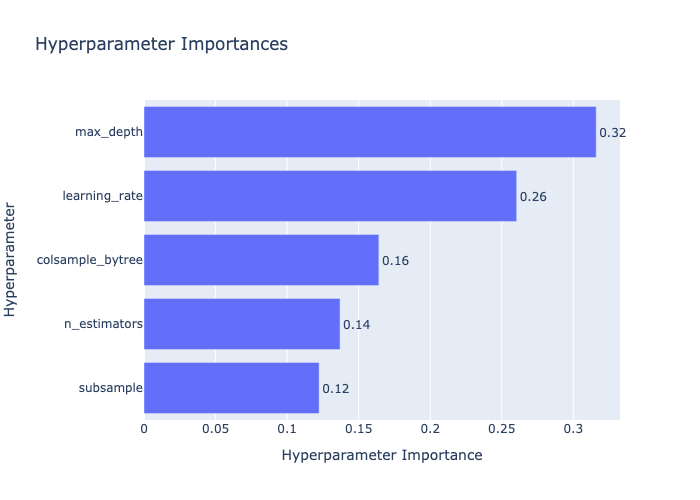 Hyperparameter Importances
Hyperparameter
max_depth
0.32
learning_rate
0.26
colsample_bytree
0.16
n_estimators
0.14
subsample
0.12
0 0.05 0.1 0.15 0.2 0.25 0.3
Hyperparameter Importance